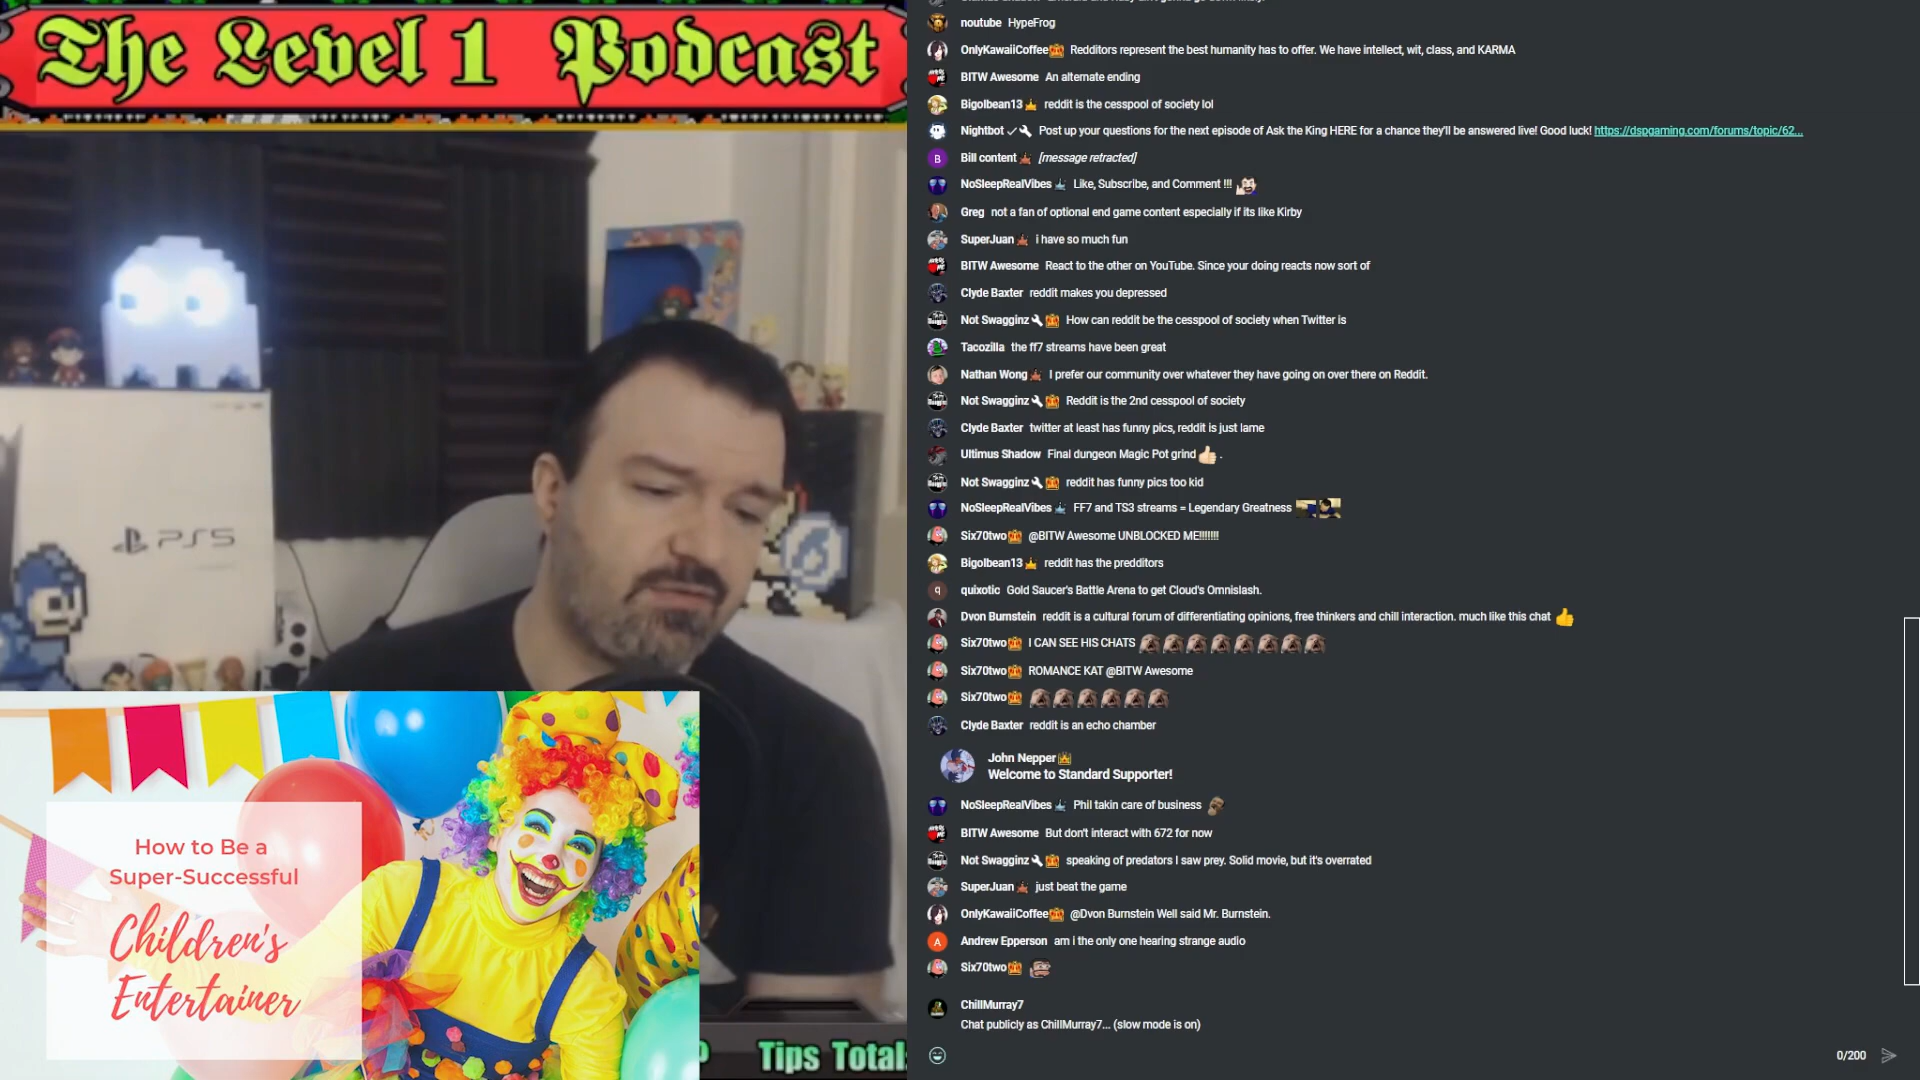 The Level 1 Podcast
PS5
How to Be a
Super-Successful
Children's
Entertainer
Tips Total
noutube HypeFrog
OnlyKawaiiCoffee Redditors represent the best humanity has to offer. We have intellect, wit, class, and KARMA
BITW Awesome An alternate ending
Bigolbean13 reddit is the cesspool of society lol
Nightbot Post up your questions for the next episode of Ask the King HERE for a chance they'll be answered live! Good luck! https://dspgaming.com/forums/topic/62...
B Bill content [message retracted]
NoSleepRealVibes Like, Subscribe, and Comment !!!
Greg not a fan of optional end game content especially if its like Kirby
SuperJuan i have so much fun
BITW Awesome React to the other on YouTube. Since your doing reacts now sort of
Clyde Baxter reddit makes you depressed
Not Swagginz How can reddit be the cesspool of society when Twitter is
Tacozilla the ff7 streams have been great
Nathan Wong I prefer our community over whatever they have going on over there on Reddit.
Not Swagginz Reddit is the 2nd cesspool of society
Clyde Baxter twitter at least has funny pics, reddit is just lame
Ultimus Shadow Final dungeon Magic Pot grind 👍🏻 .
Not Swagginz reddit has funny pics too kid
NoSleepRealVibes FF7 and TS3 streams = Legendary Greatness
Six70two @BITW Awesome UNBLOCKED ME!!!!!!!
Bigolbean13 reddit has the predditors
q quixotic Gold Saucer's Battle Arena to get Cloud's Omnislash.
Dvon Burnstein reddit is a cultural forum of differentiating opinions, free thinkers and chill interaction. much like this chat 👍
Six70two I CAN SEE HIS CHATS
Six70two ROMANCE KAT @BITW Awesome
Six70two
Clyde Baxter reddit is an echo chamber
John Nepper
Welcome to Standard Supporter!
NoSleepRealVibes Phil takin care of business
BITW Awesome But don't interact with 672 for now
Not Swagginz speaking of predators I saw prey. Solid movie, but it's overrated
SuperJuan just beat the game
OnlyKawaiiCoffee @Dvon Burnstein Well said Mr. Burnstein.
A Andrew Epperson am i the only one hearing strange audio
Six70two
ChillMurray7
Chat publicly as ChillMurray7... (slow mode is on)
0/200